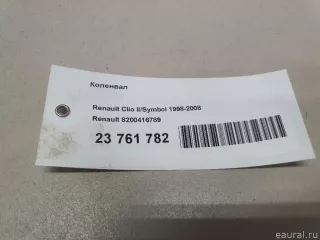 Коленвал
Renault Clio II/Symbol 1998-2008
Renault 8200416789
23 761 782
eaural.ru